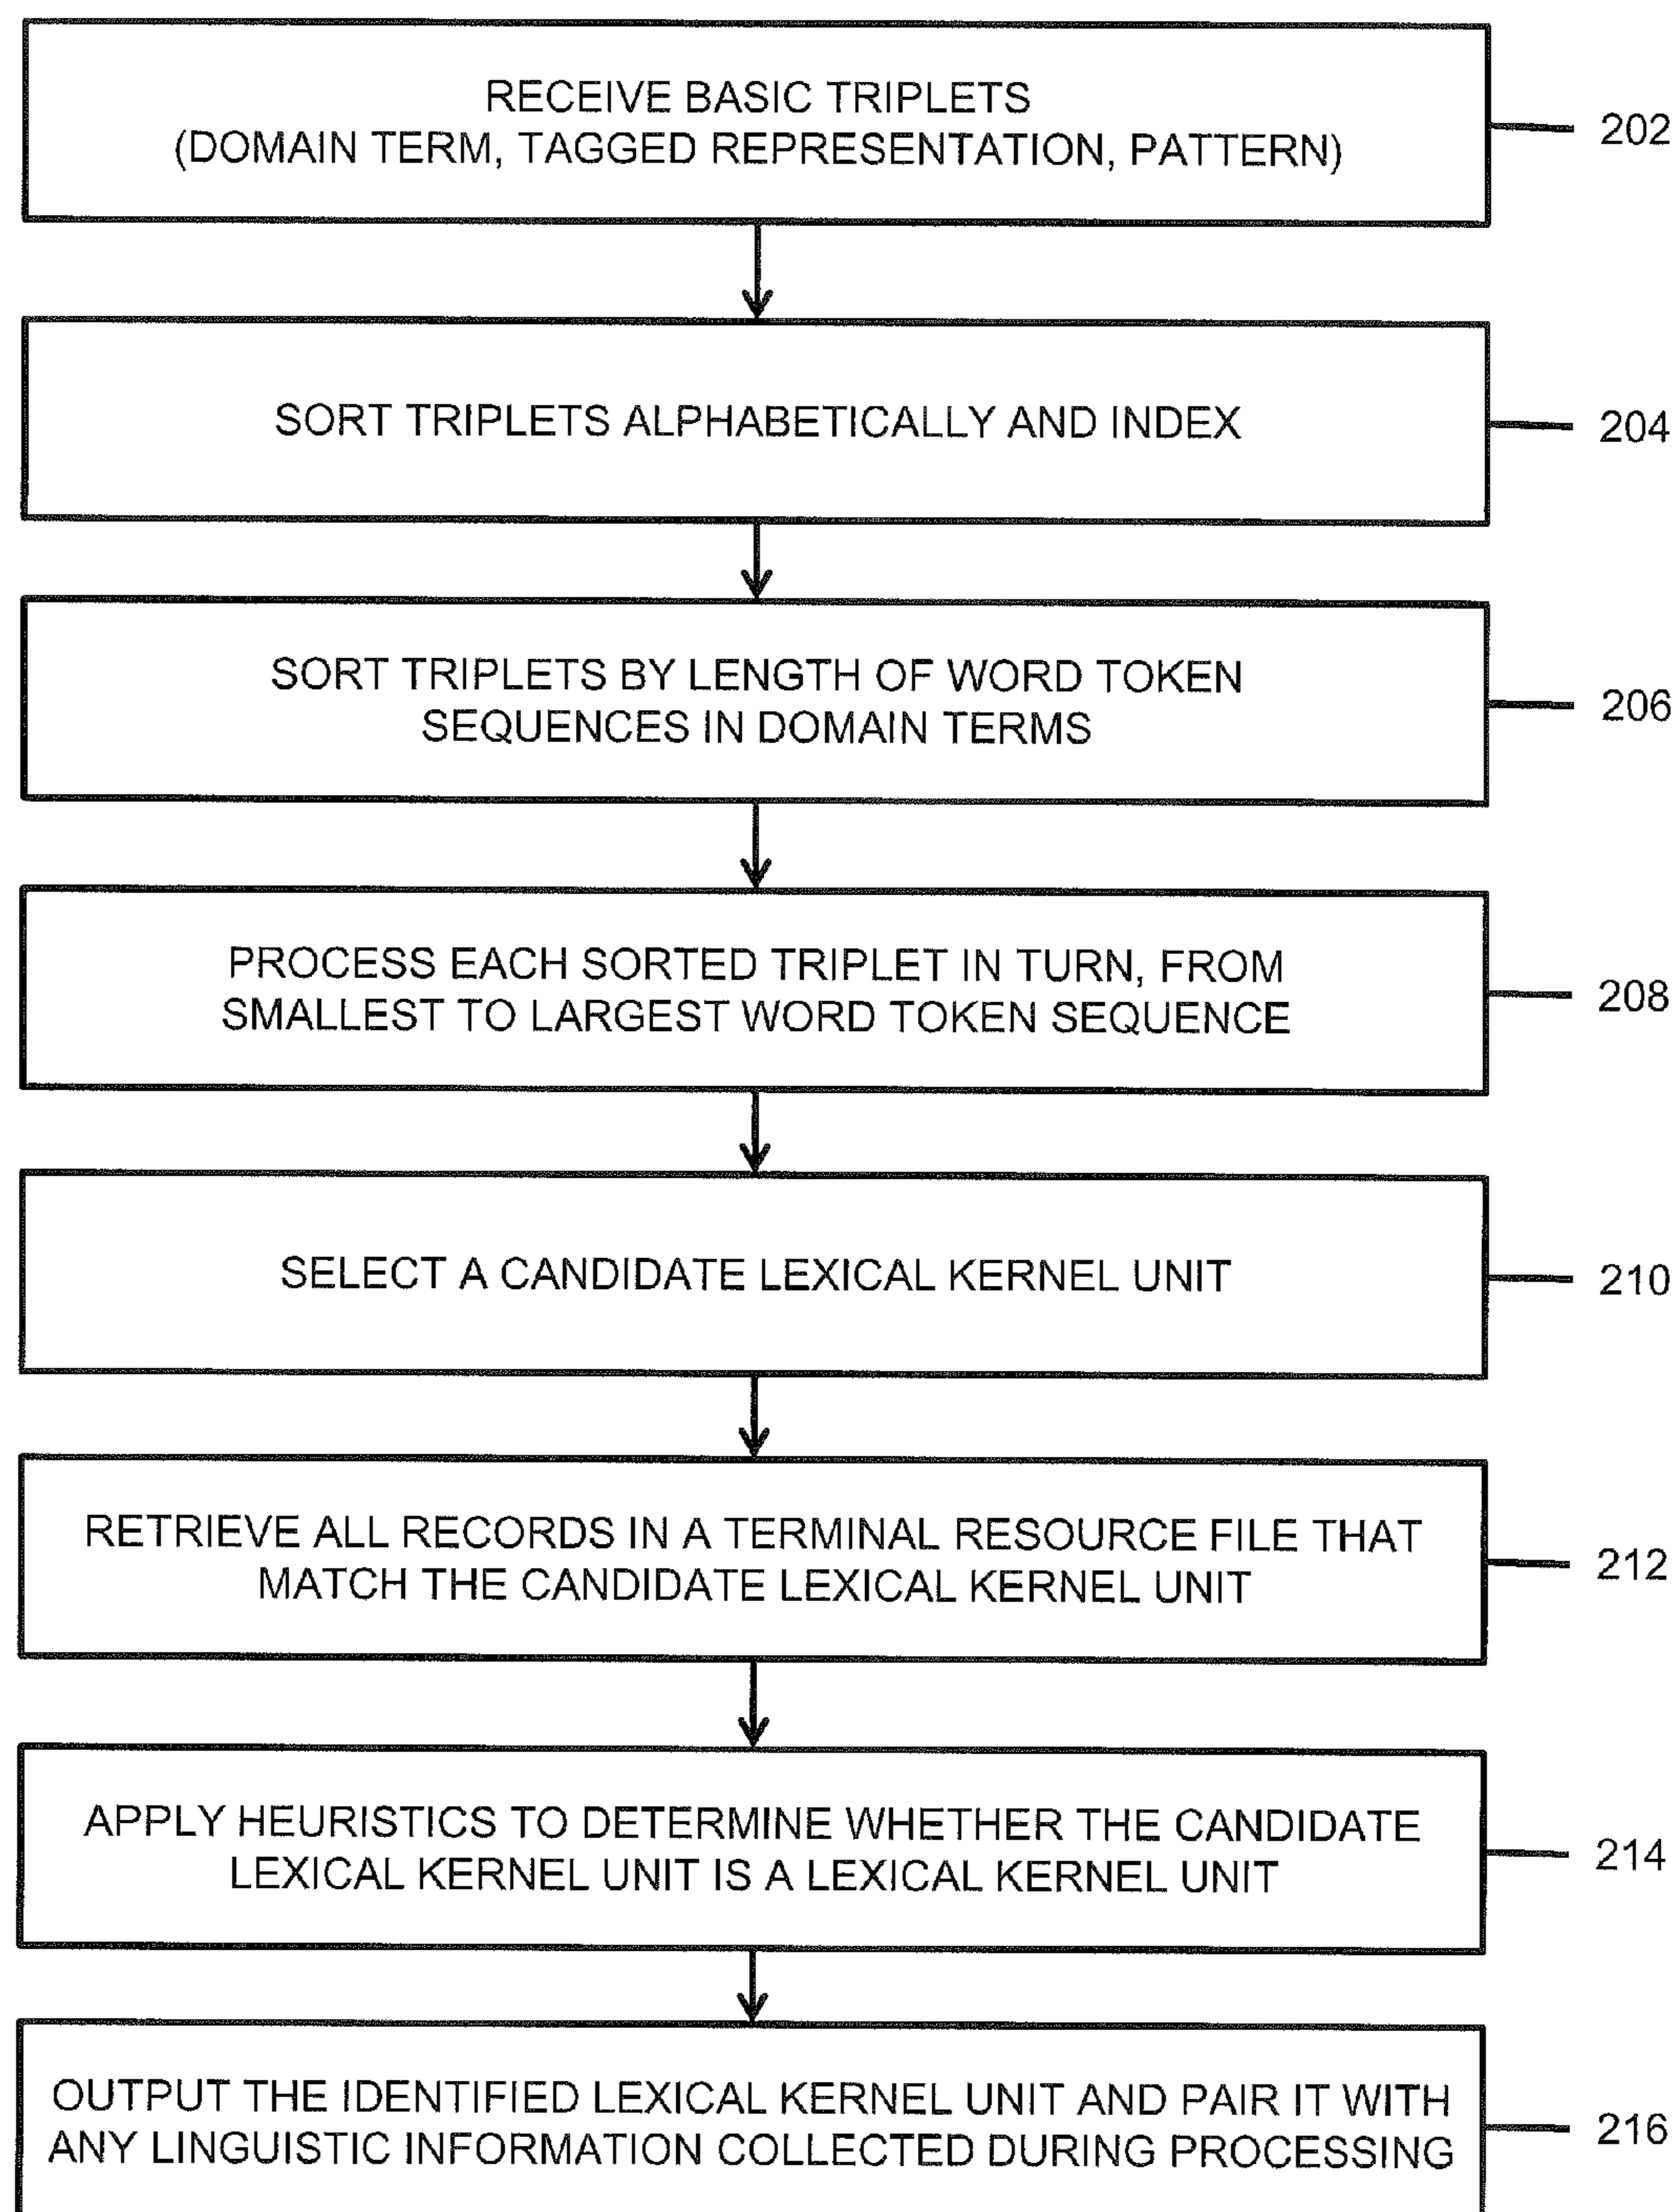 RECEIVE BASIC TRIPLETS
(DOMAIN TERM, TAGGED REPRESENTATION, PATTERN)
202
SORT TRIPLETS ALPHABETICALLY AND INDEX
204
SORT TRIPLETS BY LENGTH OF WORD TOKEN
SEQUENCES IN DOMAIN TERMS
206
PROCESS EACH SORTED TRIPLET IN TURN, FROM
SMALLEST TO LARGEST WORD TOKEN SEQUENCE
208
SELECT A CANDIDATE LEXICAL KERNEL UNIT
210
RETRIEVE ALL RECORDS IN A TERMINAL RESOURCE FILE THAT
MATCH THE CANDIDATE LEXICAL KERNEL UNIT
212
APPLY HEURISTICS TO DETERMINE WHETHER THE CANDIDATE
LEXICAL KERNEL UNIT IS A LEXICAL KERNEL UNIT
214
OUTPUT THE IDENTIFIED LEXICAL KERNEL UNIT AND PAIR IT WITH
ANY LINGUISTIC INFORMATION COLLECTED DURING PROCESSING
216